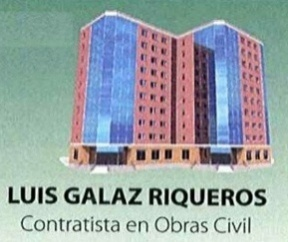 LUIS GALAZ RIQUEROS
Contratista en Obras Civil